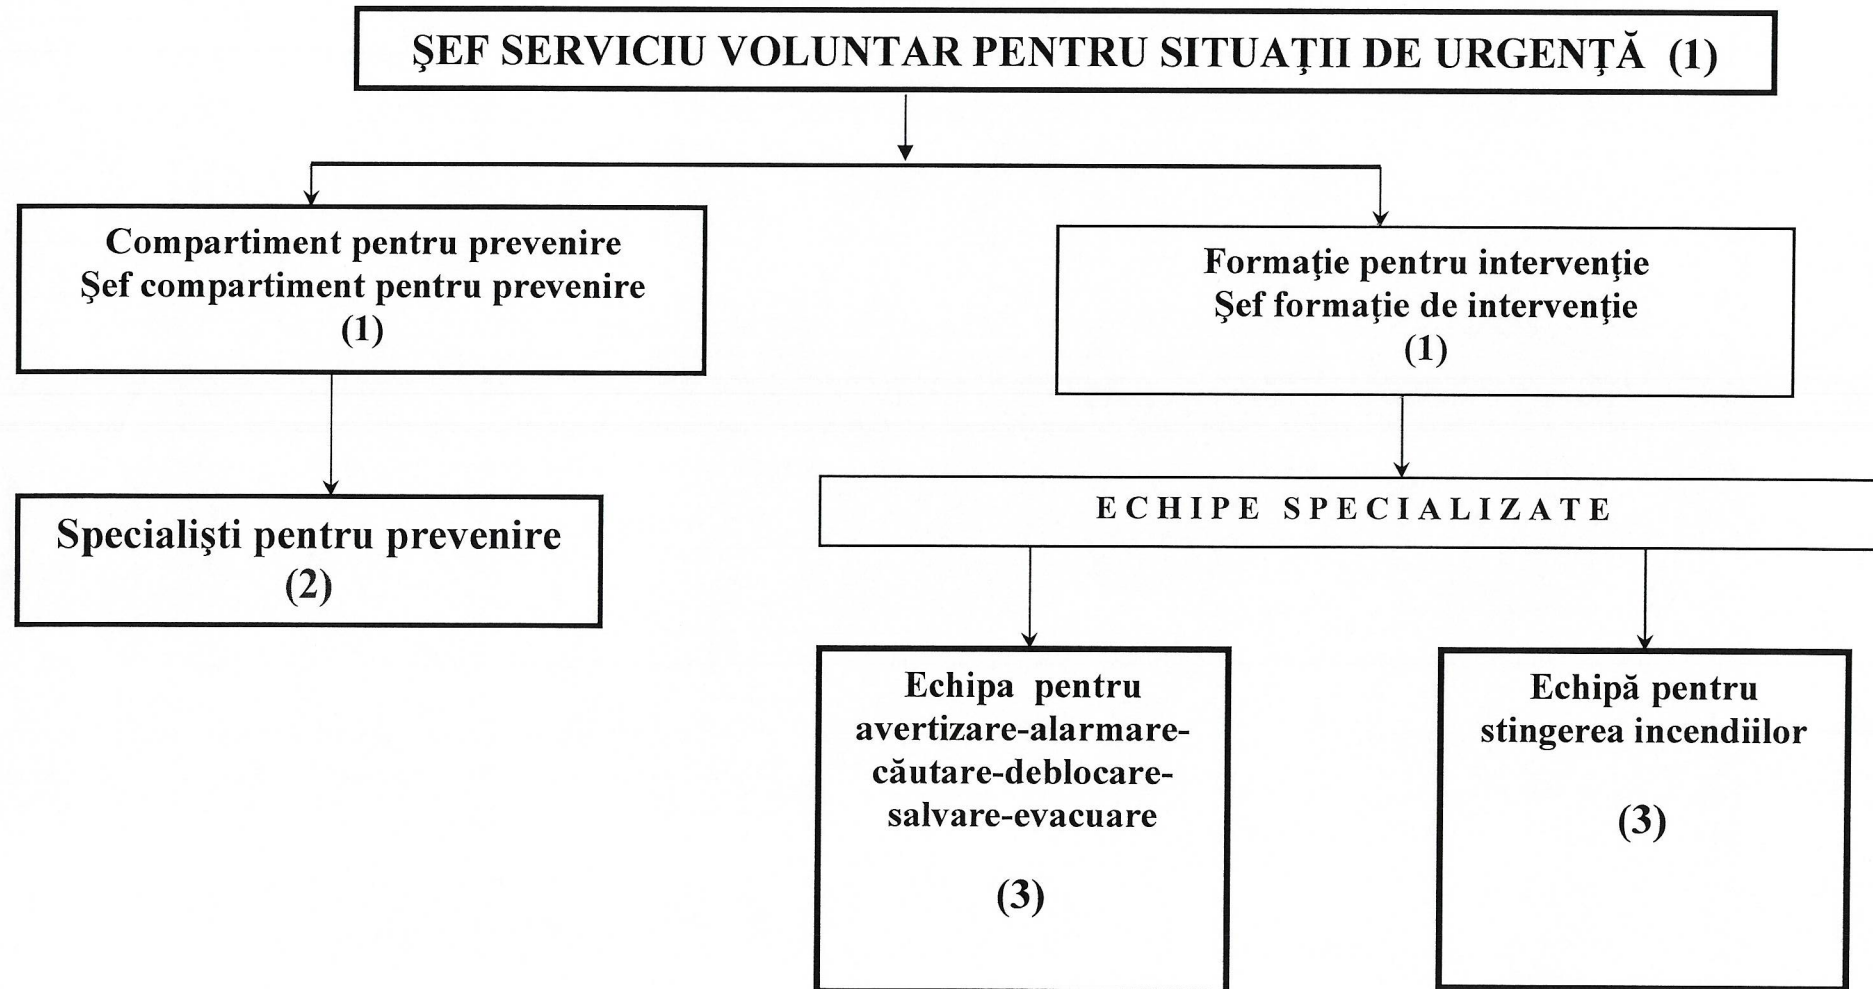 ŞEF SERVICIU VOLUNTAR PENTRU SITUAŢII DE URGENŢĂ (1)
Compartiment pentru prevenire
Şef compartiment pentru prevenire
(1)
Formaţie pentru intervenţie
Şef formaţie de intervenţie
(1)
Specialişti pentru prevenire
(2)
ECHIPE SPECIALIZATE
Echipa pentru
avertizare-alarmare-
căutare-deblocare-
salvare-evacuare
(3)
Echipă pentru
stingerea incendiilor
(3)